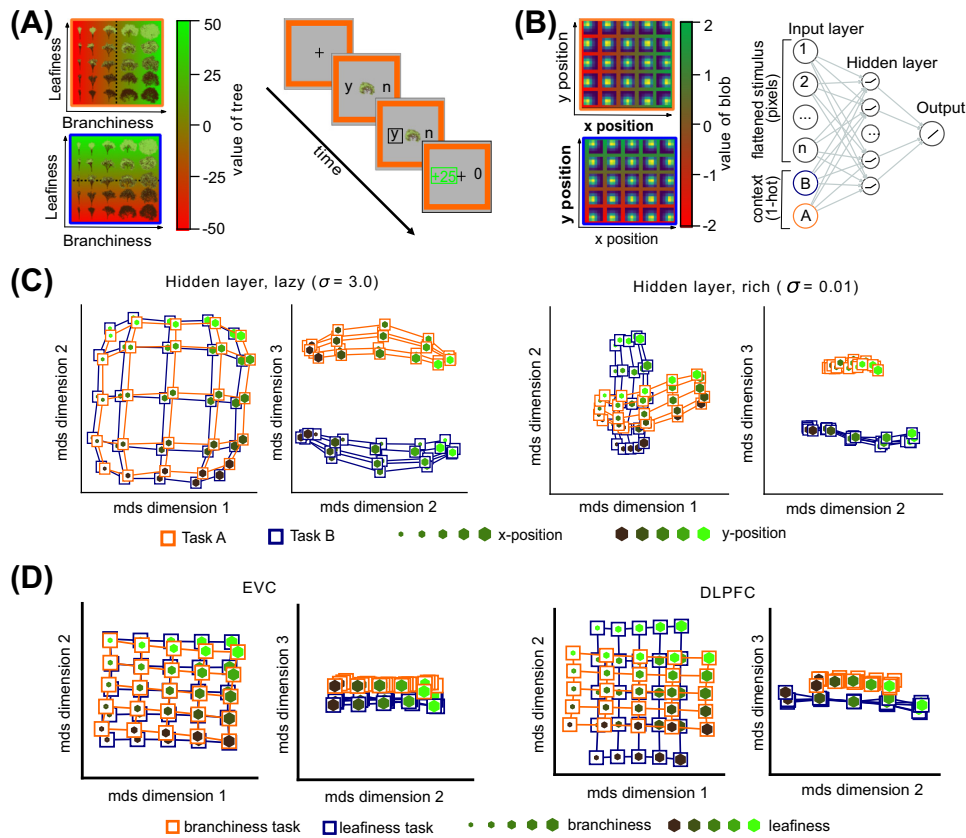 (A)
Leafiness
Branchiness
Leafiness
Branchiness
50
25
0
-25
-50
value of tree
+
y n
y n
+25 + 0
time
(B)
y position
x position
y position
x position
2
1
0
-1
-2
value of blob
Input layer
Hidden layer
Output
flattened stimulus
(pixels)
context
(1-hot)
1
2
...
n
B
A
(C)
Hidden layer, lazy (σ = 3.0)
Hidden layer, rich ( σ = 0.01)
mds dimension 2
mds dimension 1
mds dimension 3
mds dimension 2
mds dimension 2
mds dimension 1
mds dimension 3
mds dimension 2
Task A
Task B
x-position
y-position
(D)
EVC
DLPFC
mds dimension 2
mds dimension 1
mds dimension 3
mds dimension 2
mds dimension 2
mds dimension 1
mds dimension 3
mds dimension 2
branchiness task
leafiness task
branchiness
leafiness